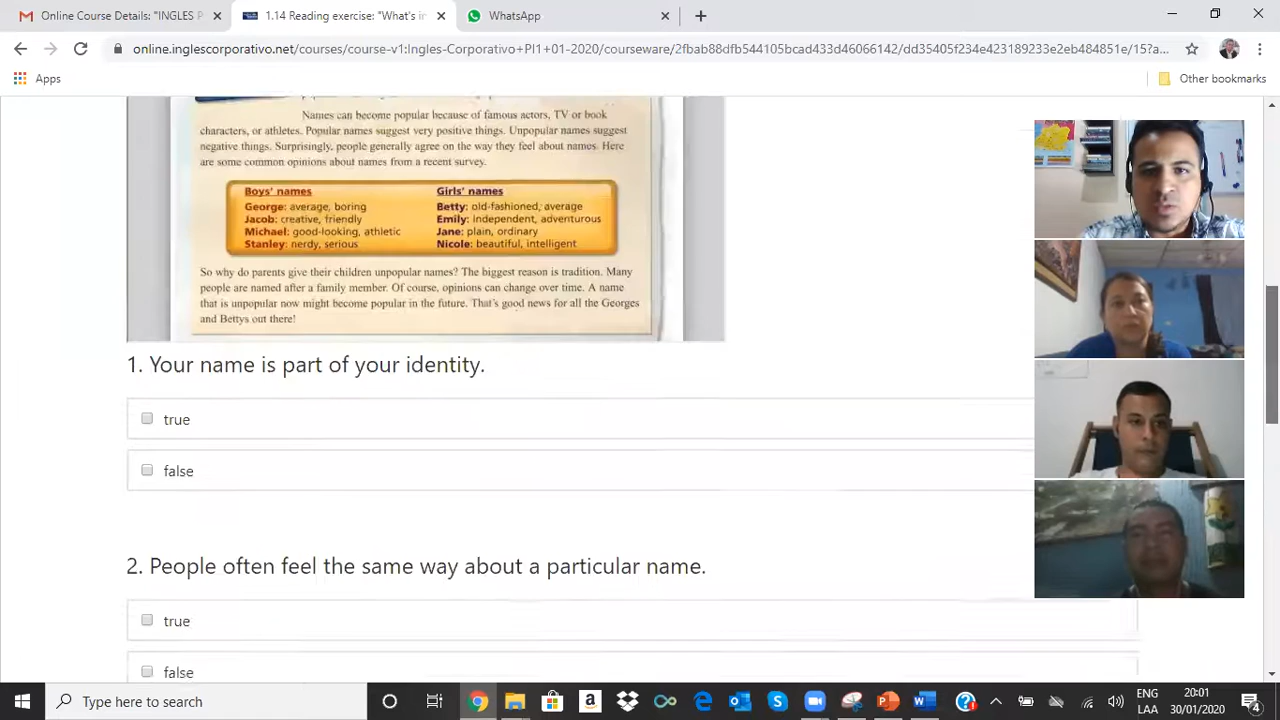 Online Course Details: "INGLES P
1.14 Reading exercise: "What's in
WhatsApp
online.inglescorporativo.net/courses/course-v1:Ingles-Corporativo+PI1+01-2020/courseware/2fbab88dfb544105bcad433d46066142/dd35405f234e423189233e2eb484851e/15?a...
Apps
Other bookmarks
Names can become popular because of famous actors, TV or book
characters, or athletes. Popular names suggest very positive things. Unpopular names suggest
negative things. Surprisingly, people generally agree on the way they feel about names. Here
are some common opinions about names from a recent survey.
Boys' names
George: average, boring
Jacob: creative, friendly
Michael: good-looking, athletic
Stanley: nerdy, serious
Girls' names
Betty: old-fashioned, average
Emily: independent, adventurous
Jane: plain, ordinary
Nicole: beautiful, intelligent
So why do parents give their children unpopular names? The biggest reason is tradition. Many
people are named after a family member. Of course, opinions can change over time. A name
that is unpopular now might become popular in the future. That's good news for all the Georges
and Bettys out there!
1. Your name is part of your identity.
true
false
2. People often feel the same way about a particular name.
true
false
Type here to search
ENG
LAA
20:01
30/01/2020
4